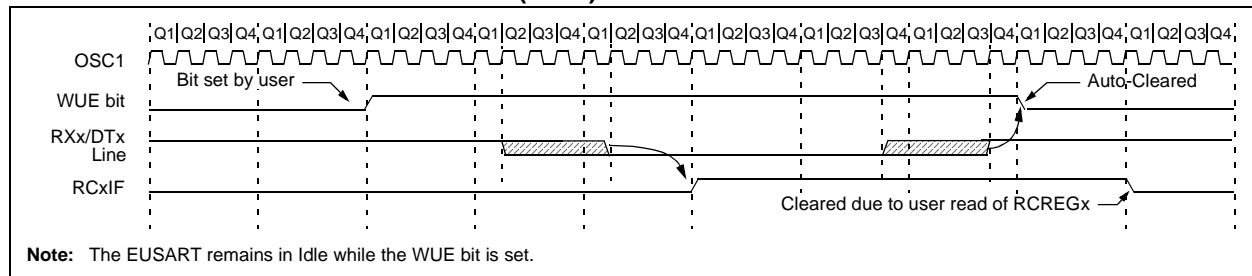 Q1 Q2 Q3 Q4 Q1 Q2 Q3 Q4 Q1 Q2 Q3 Q4 Q1 Q2 Q3 Q4 Q1 Q2 Q3 Q4 Q1 Q2 Q3 Q4 Q1 Q2 Q3 Q4 Q1 Q2 Q3 Q4 Q1 Q2 Q3 Q4 Q1 Q2 Q3 Q4
OSC1
Bit set by user
Auto-Cleared
WUE bit
RXx/DTx
Line
RCxIF
Cleared due to user read of RCREGx
Note: The EUSART remains in Idle while the WUE bit is set.